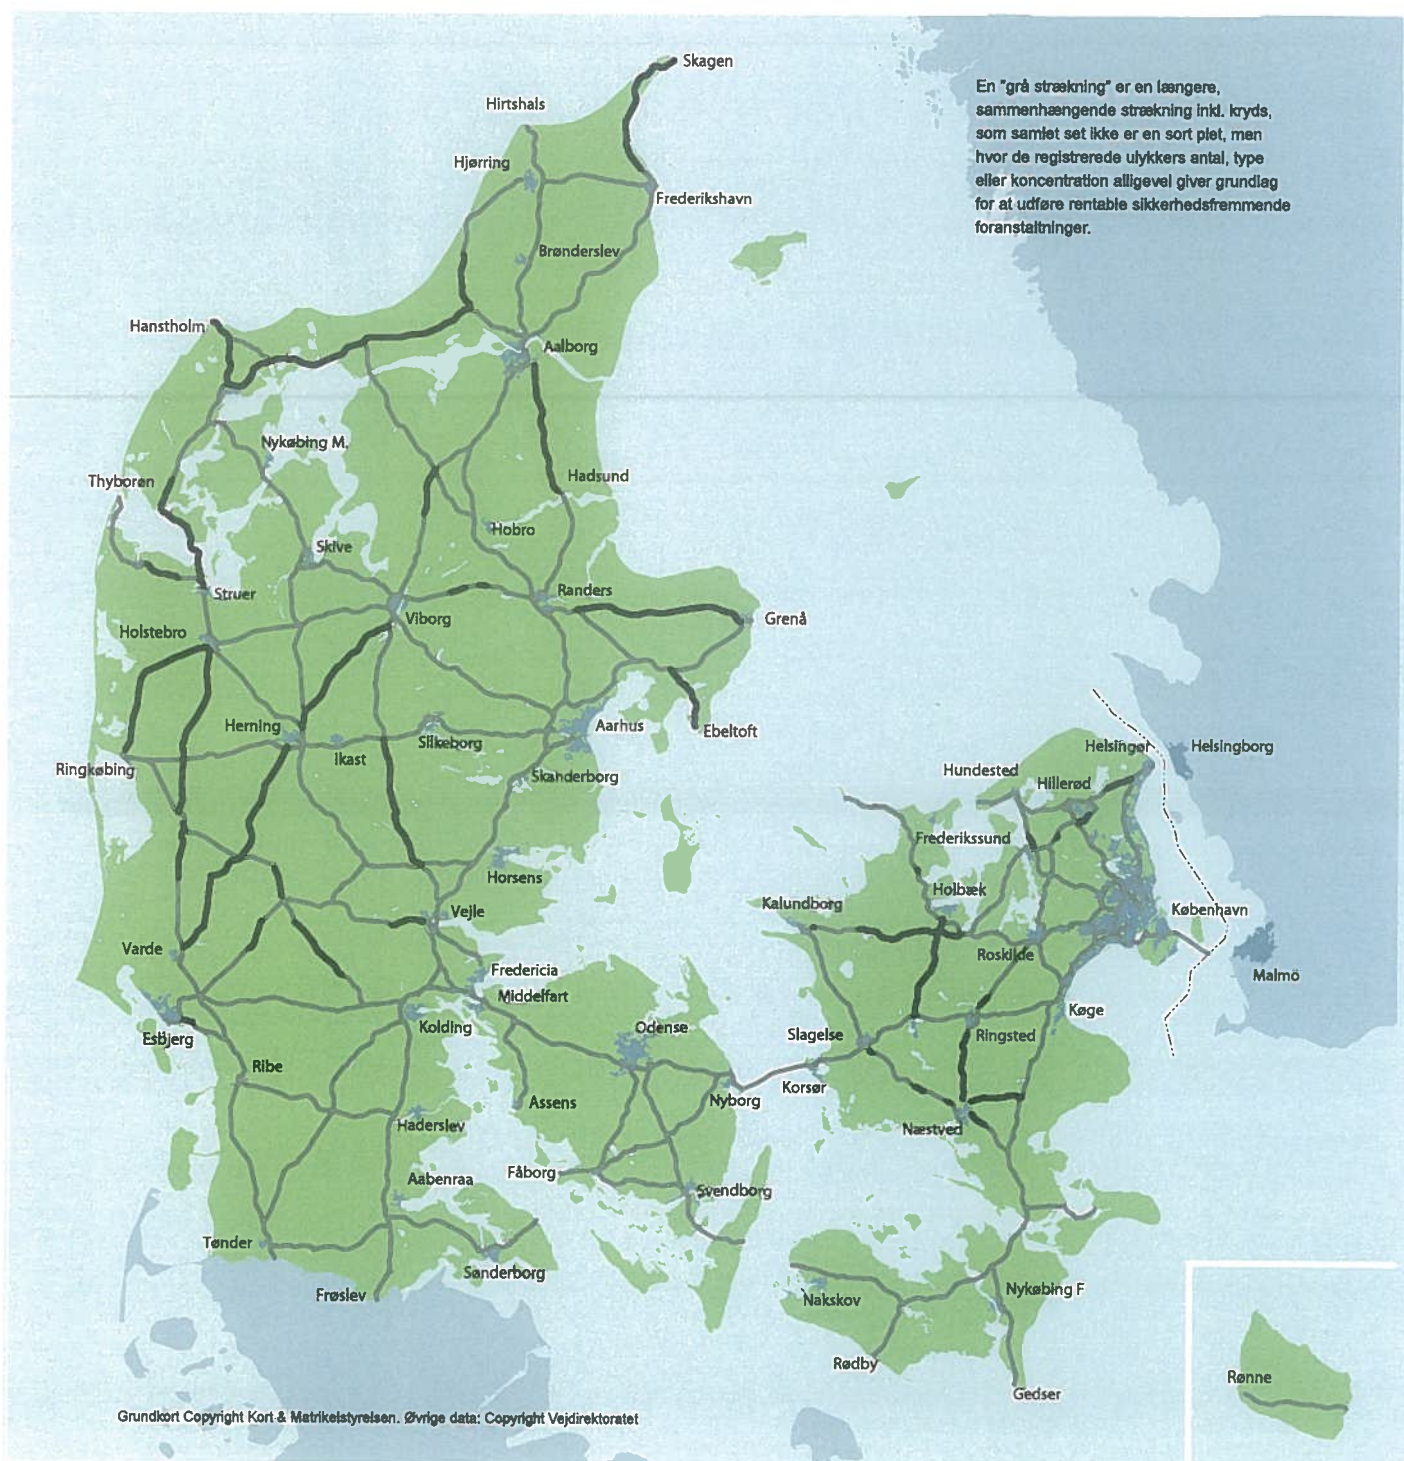 Skagen
En "grå strækning" er en længere,
sammenhængende strækning inkl. kryds,
som samlet set ikke er en sort plet, men
hvor de registrerede ulykkers antal, type
eller koncentration alligevel giver grundlag
for at udføre rentable sikkerhedsfremmende
foranstaltninger.
Hirtshals
Hjørring
Frederikshavn
Brønderslev
Hanstholm
Aalborg
Nykøbing M.
Thyborøn
Hadsund
Hobro
Skive
Struer
Randers
Viborg
Grenå
Holstebro
Herning
Aarhus
Ebeltoft
Silkeborg
Ikast
Ringkøbing
Skanderborg
Helsingør
Helsingborg
Hundested
Hillerød
Frederikssund
Horsens
Holbæk
Kalundborg
Vejle
København
Varde
Roskilde
Fredericia
Malmö
Middelfart
Køge
Kolding
Odense
Slagelse
Ringsted
Esbjerg
Ribe
Korsør
Nyborg
Assens
Haderslev
Næstved
Fåborg
Aabenraa
Svendborg
Tønder
Sønderborg
Frøslev
Nykøbing F
Nakskov
Rødby
Rønne
Gedser
Grundkort Copyright Kort & Matrikelstyrelsen. Øvrige data: Copyright Vejdirektoratet